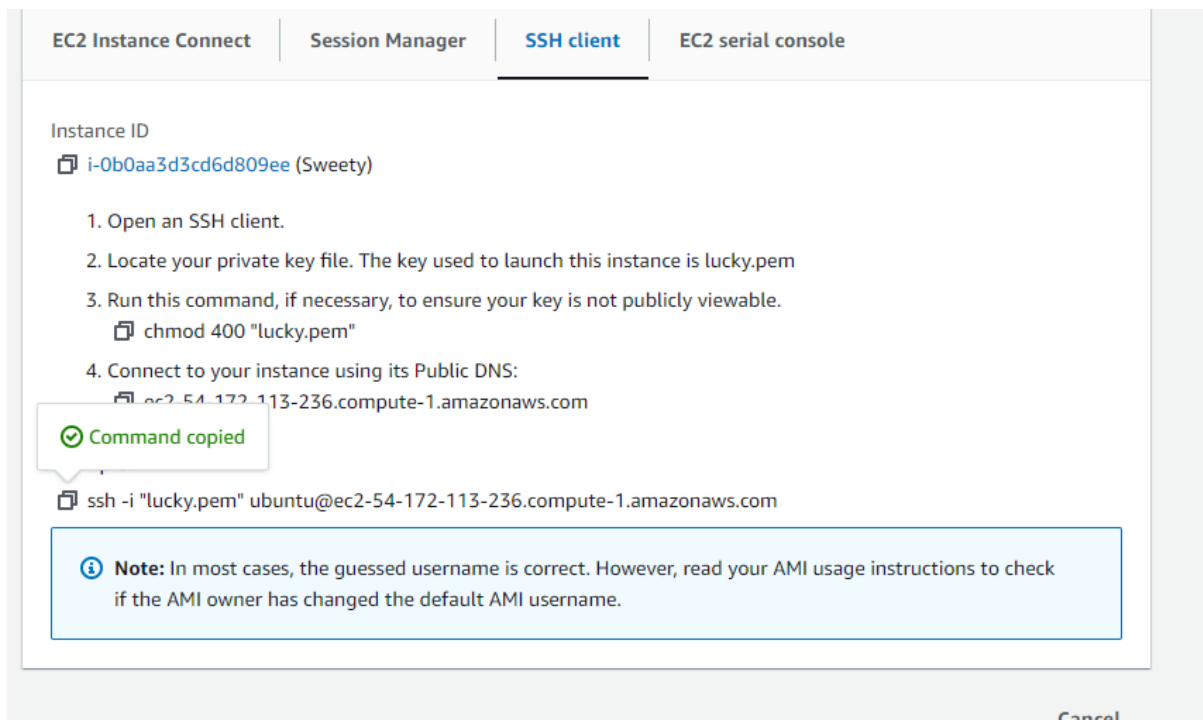 EC2 Instance Connect
Session Manager
SSH client
EC2 serial console
Instance ID
i-0b0aa3d3cd6d809ee (Sweety)
1. Open an SSH client.
2. Locate your private key file. The key used to launch this instance is lucky.pem
3. Run this command, if necessary, to ensure your key is not publicly viewable.
chmod 400 "lucky.pem"
4. Connect to your instance using its Public DNS:
ec2-54-172-113-236.compute-1.amazonaws.com
Command copied
ssh -i "lucky.pem" ubuntu@ec2-54-172-113-236.compute-1.amazonaws.com
Note: In most cases, the guessed username is correct. However, read your AMI usage instructions to check
if the AMI owner has changed the default AMI username.
Cancel